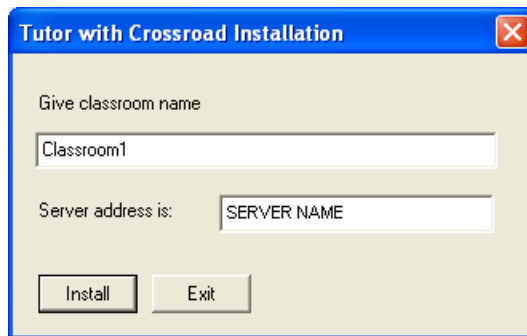 Tutor with Crossroad Installation
Give classroom name
Classroom1
Server address is: SERVER NAME
Install Exit